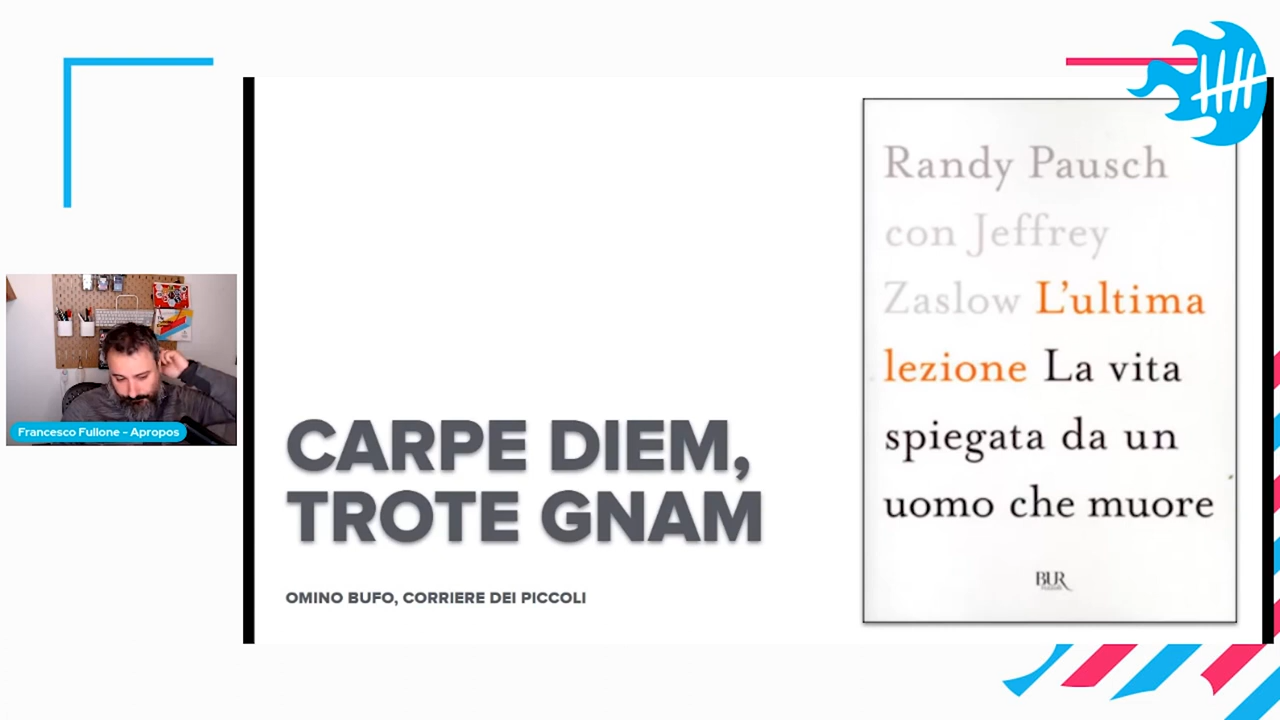 Randy Pausch
con Jeffrey
Zaslow L'ultima
lezione La vita
spiegata da un
uomo che muore
BUR
Francesco Fullone - Apropos
CARPE DIEM,
TROTE GNAM
OMINO BUFO, CORRIERE DEI PICCOLI